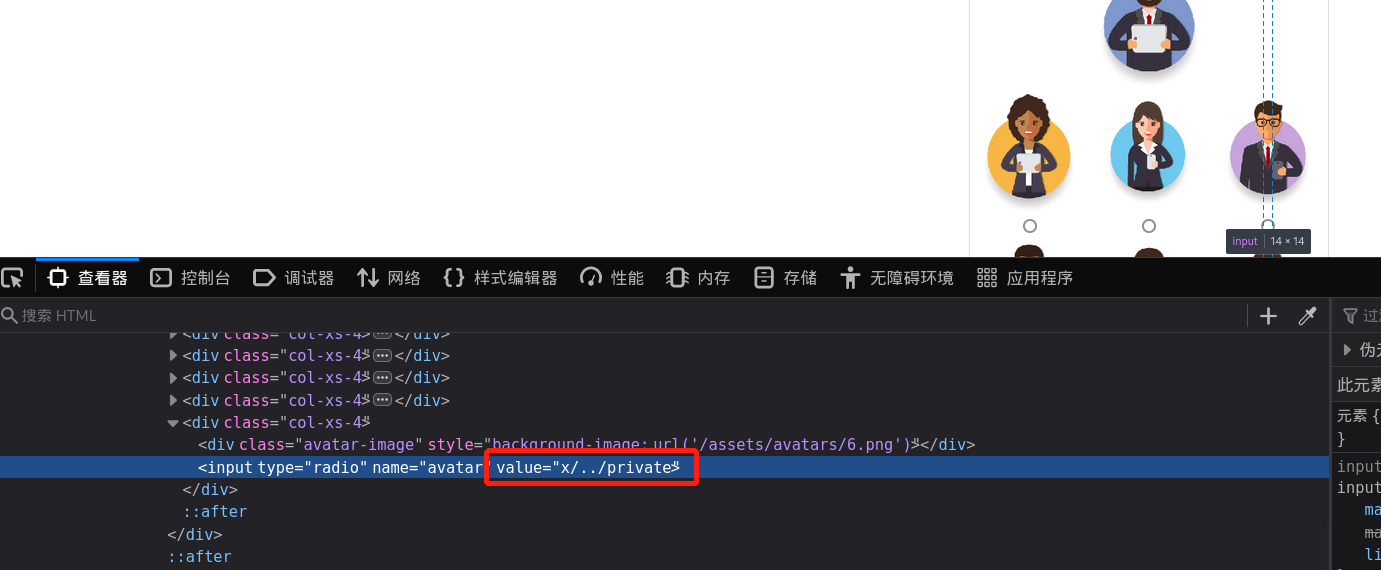 input 14 × 14
查看器 控制台 调试器 网络 样式编辑器 性能 内存 存储 无障碍环境 应用程序
搜索 HTML
<div class="col-xs-4"> ••• </div>
<div class="col-xs-4"> ••• </div>
<div class="col-xs-4"> ••• </div>
<div class="col-xs-4"> ••• </div>
<div class="col-xs-4">
<div class="avatar-image" style="background-image: url('/assets/avatars/6.png')"></div>
<input type="radio" name="avatar" value="x/../private">
</div>
::after
</div>
::after
此元素
元素 {
}
input
input
ma
ma
li